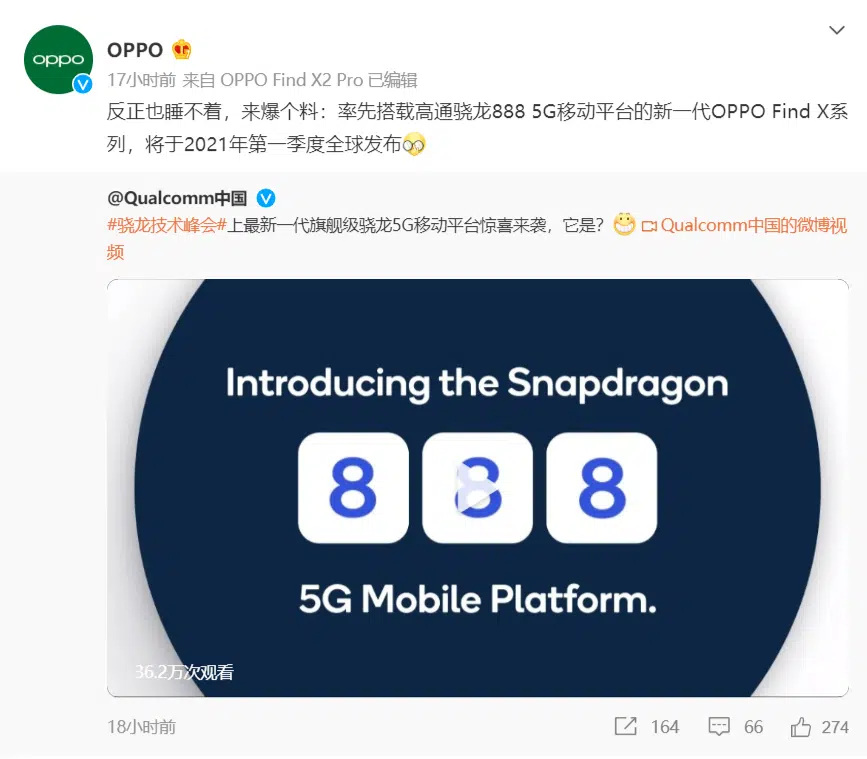 oppo
OPPO
17小时前 来自 OPPO Find X2 Pro 已编辑
反正也睡不着，来爆个料：率先搭载高通骁龙888 5G移动平台的新一代OPPO Find X系
列，将于2021年第一季度全球发布
@Qualcomm中国
#骁龙技术峰会#上最新一代旗舰级骁龙5G移动平台惊喜来袭，它是？ Qualcomm中国的微博视
频
Introducing the Snapdragon
8 8 8
5G Mobile Platform.
36.2万次观看
18小时前 164 66 274